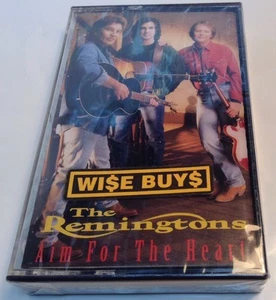 WI$E BUY$
The
Remingtons
Aim For The Heart